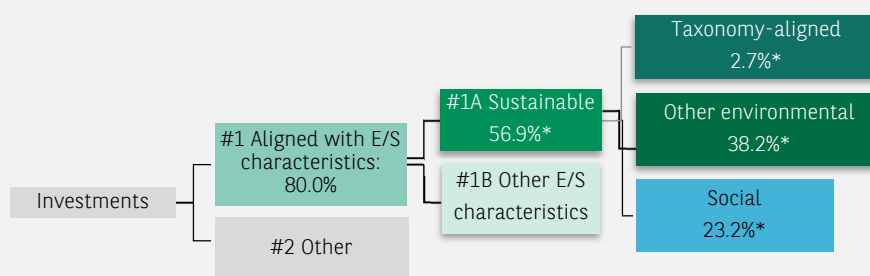 Investments
#1 Aligned with E/S
characteristics:
80.0%
#2 Other
#1A Sustainable
56.9%*
#1B Other E/S
characteristics
Taxonomy-aligned
2.7%*
Other environmental
38.2%*
Social
23.2%*